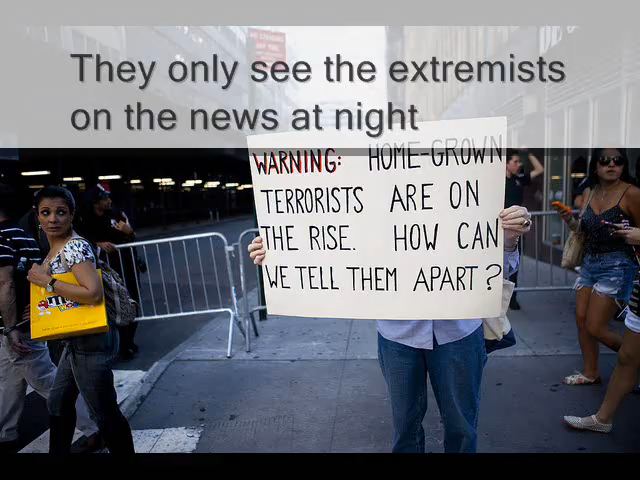 They only see the extremists
on the news at night
WARNING: HOME-GROWN
TERRORISTS ARE ON
THE RISE. HOW CAN
WE TELL THEM APART?
m